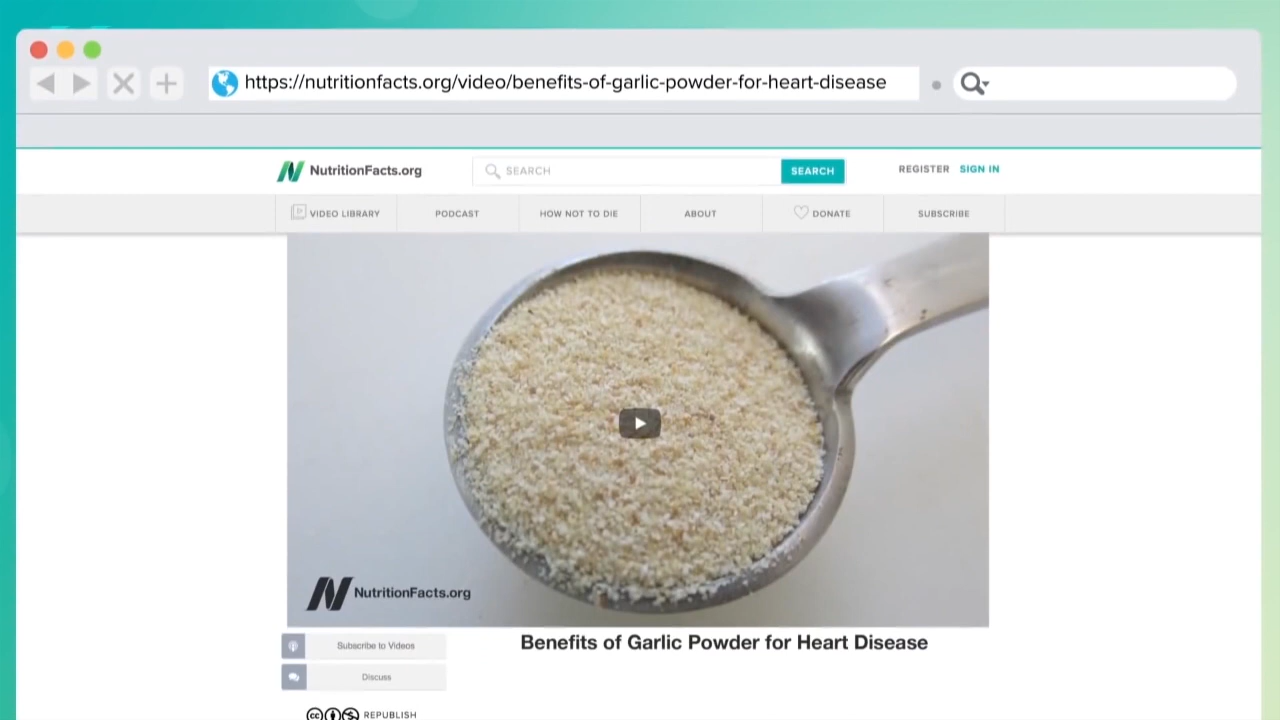 https://nutritionfacts.org/video/benefits-of-garlic-powder-for-heart-disease
NutritionFacts.org
SEARCH
SEARCH
REGISTER SIGN IN
VIDEO LIBRARY
PODCAST
HOW NOT TO DIE
ABOUT
DONATE
SUBSCRIBE
NutritionFacts.org
Subscribe to Videos
Benefits of Garlic Powder for Heart Disease
Discuss
cc REPUBLISH